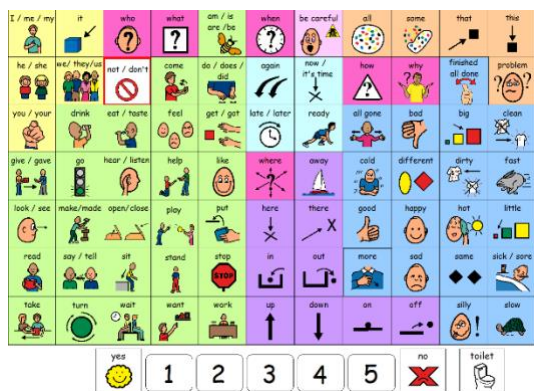 I / me / my
it
who
what
am / is
are /be
when
be careful
all
some
that
this
he / she
we/ they/us
not / don't
come
do / does /
did
again
now /
it's time
how
why
finished
all done
problem
you / your
drink
eat / taste
feel
get / got
late / later
ready
all gone
bad
big
clean
give / gave
go
hear / listen
help
like
where
away
cold
different
dirty
fast
look / see
make/made
open/close
play
put
here
there
good
happy
hot
little
read
say / tell
sit
stand
stop
STOP
in
out
more
sad
same
sick / sore
take
turn
wait
want
work
up
down
on
off
silly
slow
yes
1
2
3
4
5
no
toilet